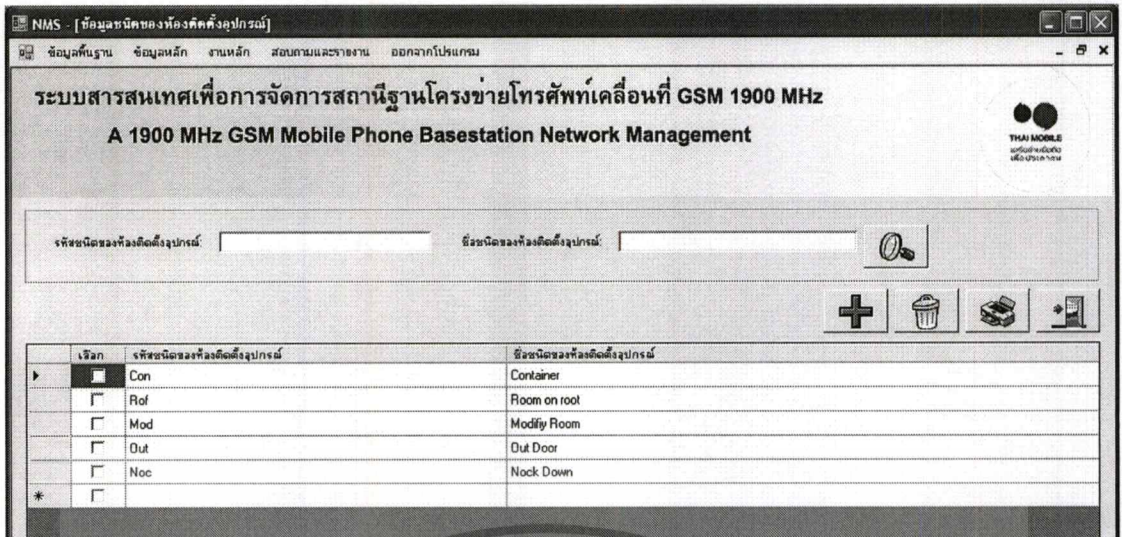 NMS - [ข้อมูลชนิดของห้องติดตั้งอุปกรณ์]
ข้อมูลพื้นฐาน ข้อมูลหลัก งานหลัก สอบถามและรายงาน ออกจากโปรแกรม
ระบบสารสนเทศเพื่อการจัดการสถานีฐานโครงข่ายโทรศัพท์เคลื่อนที่ GSM 1900 MHz
A 1900 MHz GSM Mobile Phone Basestation Network Management
THAI MOBILE
รหัสชนิดของห้องติดตั้งอุปกรณ์: ชื่อชนิดของห้องติดตั้งอุปกรณ์:
เลือก รหัสชนิดของห้องติดตั้งอุปกรณ์ ชื่อชนิดของห้องติดตั้งอุปกรณ์
Con Container
Rof Room on root
Mod Modifiy Room
Out Out Door
Noc Nock Down